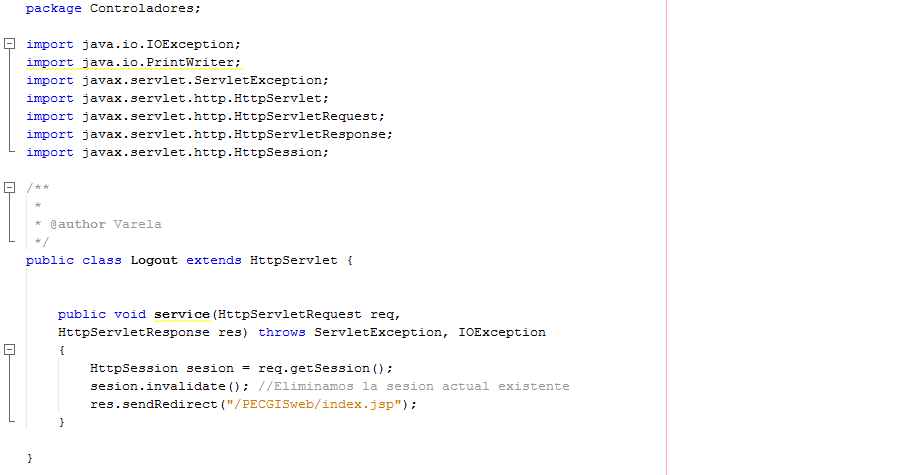 package Controladores;
import java.io.IOException;
import java.io.PrintWriter;
import javax.servlet.ServletException;
import javax.servlet.http.HttpServlet;
import javax.servlet.http.HttpServletRequest;
import javax.servlet.http.HttpServletResponse;
import javax.servlet.http.HttpSession;
/**
 *
 * @author Varela
 */
public class Logout extends HttpServlet {
    public void service(HttpServletRequest req,
    HttpServletResponse res) throws ServletException, IOException
    {
        HttpSession sesion = req.getSession();
        sesion.invalidate(); //Eliminamos la sesion actual existente
        res.sendRedirect("/PECGISweb/index.jsp");
    }
}